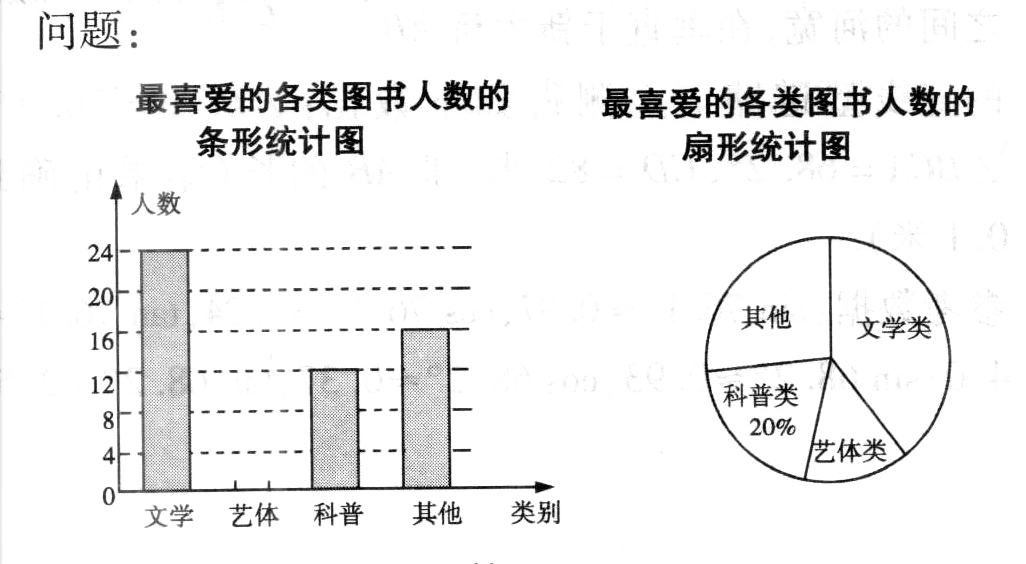 问题:
最喜爱的各类图书人数的
条形统计图
人数
24
20
16
12
8
4
0
文学 艺体 科普 其他 类别
最喜爱的各类图书人数的
扇形统计图
其他
文学类
科普类
20%
艺体类